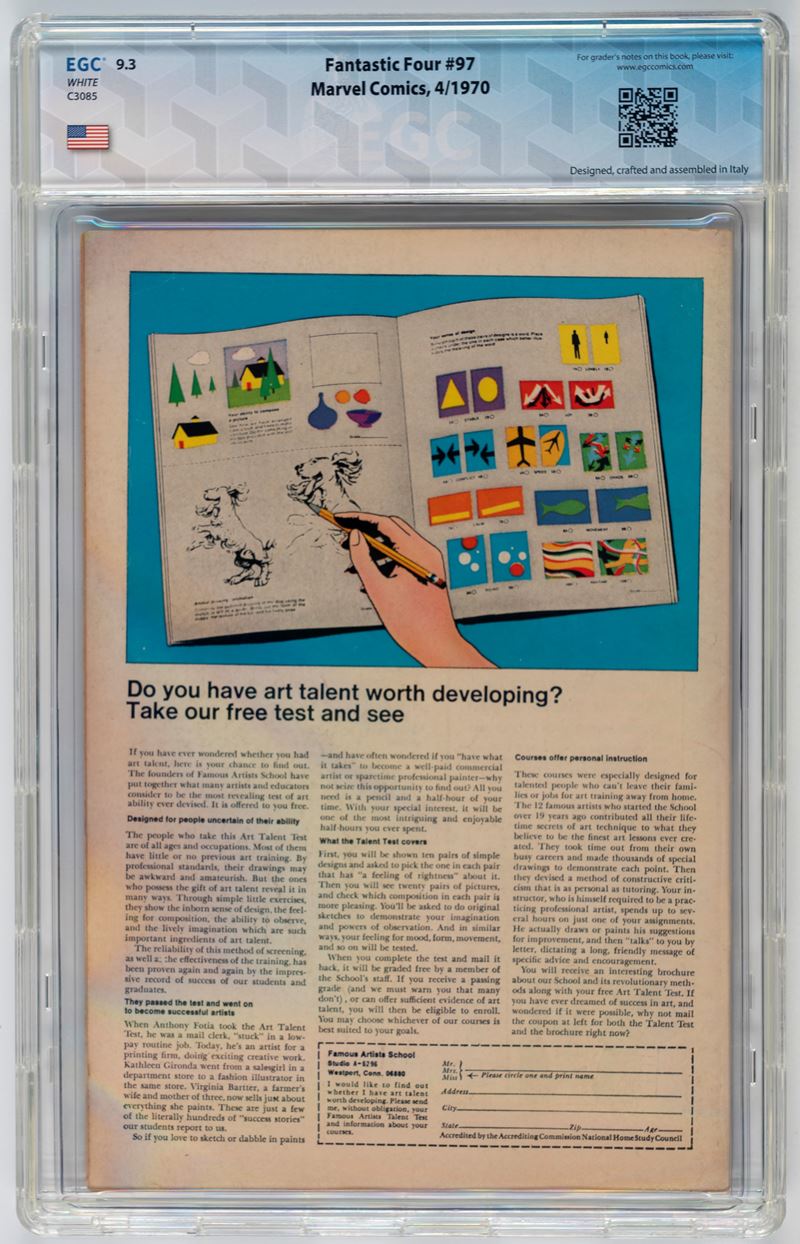 EGC® 9.3
WHITE
C3085
Fantastic Four #97
Marvel Comics, 4/1970
For grader's notes on this book, please visit:
www.egccomics.com
EGC
Designed, crafted and assembled in Italy
Your ability to compose
a picture
Your sense of design
Do you have art talent worth developing?
Take our free test and see
If you have ever wondered whether you had
art talent, here is your chance to find out.
The founders of Famous Artists School have
put together what many artists and educators
consider to be the most revealing test of art
ability ever devised. It is offered to you free.
Designed for people uncertain of their ability
The people who take this Art Talent Test
are of all ages and occupations. Most of them
have little or no previous art training. By
professional standards, their drawings may
be awkward and amateurish. But the ones
who possess the gift of art talent reveal it in
many ways. Through simple little exercises,
they show the inborn sense of design, the feel-
ing for composition, the ability to observe,
and the lively imagination which are such
important ingredients of art talent.
The reliability of this method of screening,
as well as the effectiveness of the training, has
been proven again and again by the impres-
sive record of success of our students and
graduates.
They passed the test and went on
to become successful artists
When Anthony Fotia took the Art Talent
Test, he was a mail clerk, "stuck" in a low-
pay routine job. Today, he's an artist for a
printing firm, doing exciting creative work.
Kathleen Gironda went from a salesgirl in a
department store to a fashion illustrator in
the same store. Virginia Bartter, a farmer's
wife and mother of three, now sells just about
everything she paints. These are just a few
of the literally hundreds of "success stories"
our students report to us.
So if you love to sketch or dabble in paints
—and have often wondered if you "have what
it takes" to become a well-paid commercial
artist or sparetime professional painter—why
not seize this opportunity to find out? All you
need is a pencil and a half-hour of your
time. With your special interest, it will be
one of the most intriguing and enjoyable
half-hours you ever spent.
What the Talent Test covers
First, you will be shown ten pairs of simple
designs and asked to pick the one in each pair
that has "a feeling of rightness" about it.
Then you will see twenty pairs of pictures,
and check which composition in each pair is
more pleasing. You'll be asked to do original
sketches to demonstrate your imagination
and powers of observation. And in similar
ways, your feeling for mood, form, movement,
and so on will be tested.
When you complete the test and mail it
back, it will be graded free by a member of
the School's staff. If you receive a passing
grade (and we must warn you that many
don't), or can offer sufficient evidence of art
talent, you will then be eligible to enroll.
You may choose whichever of our courses is
best suited to your goals.
Courses offer personal instruction
These courses were especially designed for
talented people who can't leave their fami-
lies or jobs for art training away from home.
The 12 famous artists who started the School
over 19 years ago contributed all their life-
time secrets of art technique to what they
believe to be the finest art lessons ever cre-
ated. They took time out from their own
busy careers and made thousands of special
drawings to demonstrate each point. Then
they devised a method of constructive criti-
cism that is as personal as tutoring. Your in-
structor, who is himself required to be a prac-
ticing professional artist, spends up to sev-
eral hours on just one of your assignments.
He actually draws or paints his suggestions
for improvement, and then "talks" to you by
letter, dictating a long, friendly message of
specific advice and encouragement.
You will receive an interesting brochure
about our School and its revolutionary meth-
ods along with your free Art Talent Test. If
you have ever dreamed of success in art, and
wondered if it were possible, why not mail
the coupon at left for both the Talent Test
and the brochure right now?
Famous Artists School
Studio A-5296
Westport, Conn. 06880
I would like to find out
whether I have art talent
worth developing. Please send
me, without obligation, your
Famous Artists Talent Test
and information about your
courses.
Mr.
Mrs.
Miss
Please circle one and print name
Address
City
State Zip Age
Accredited by the Accrediting Commission National Home Study Council